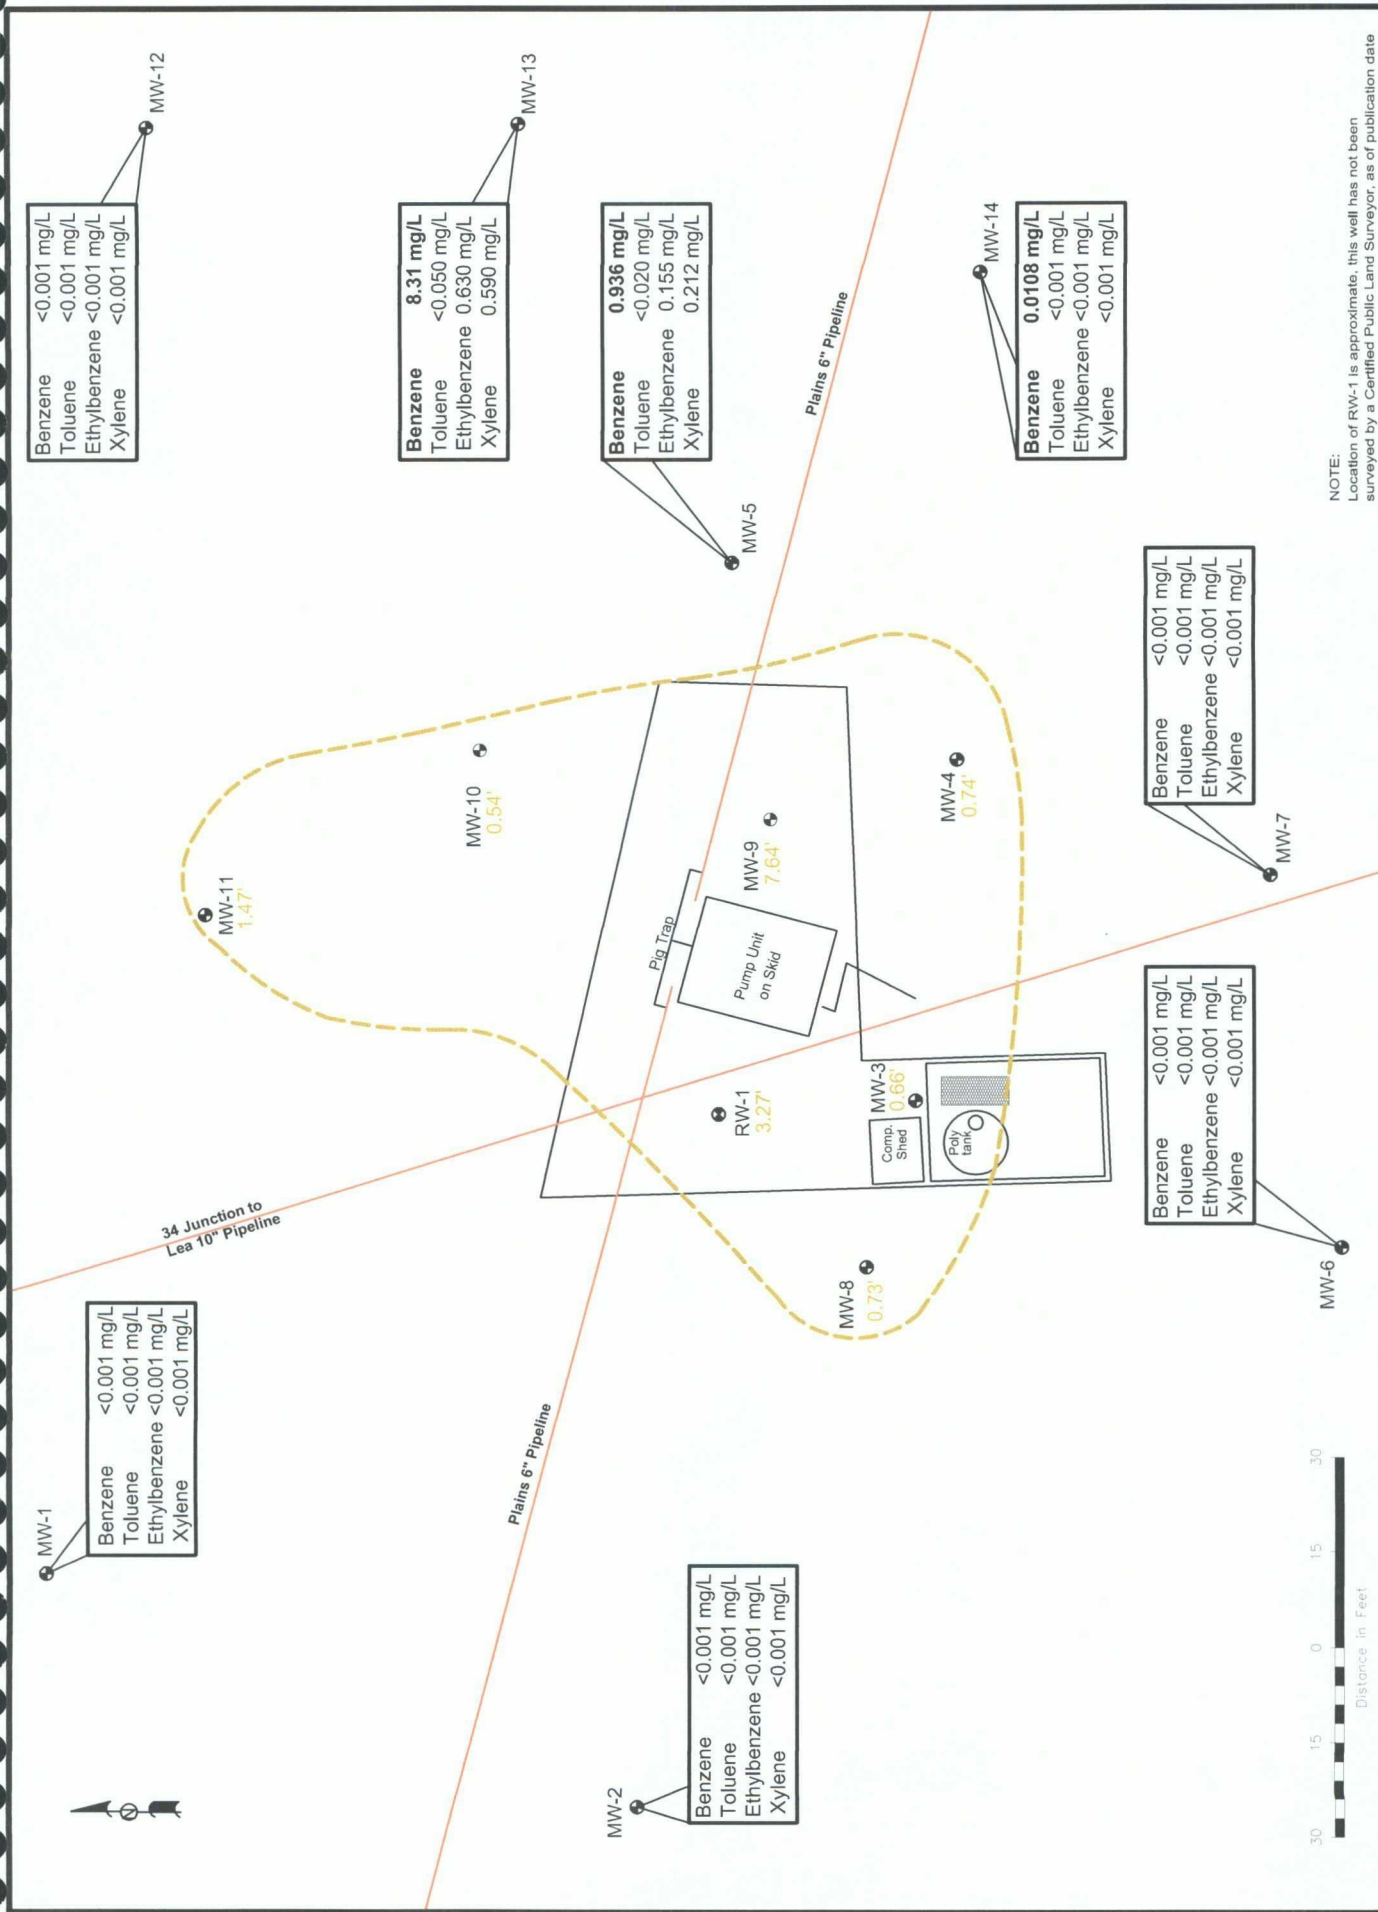 MW-1
Benzene <0.001 mg/L
Toluene <0.001 mg/L
Ethylbenzene <0.001 mg/L
Xylene <0.001 mg/L
34 Junction to
Lea 10" Pipeline
MW-11
1.47'
Benzene <0.001 mg/L
Toluene <0.001 mg/L
Ethylbenzene <0.001 mg/L
Xylene <0.001 mg/L
MW-12
N
MW-10
0.54'
Benzene 8.31 mg/L
Toluene <0.050 mg/L
Ethylbenzene 0.630 mg/L
Xylene 0.590 mg/L
MW-13
Plains 6" Pipeline
MW-2
Benzene <0.001 mg/L
Toluene <0.001 mg/L
Ethylbenzene <0.001 mg/L
Xylene <0.001 mg/L
Pig Trap
Pump Unit
on Skid
RW-1
3.27'
MW-9
7.64'
Benzene 0.936 mg/L
Toluene <0.020 mg/L
Ethylbenzene 0.155 mg/L
Xylene 0.212 mg/L
MW-5
Plains 6" Pipeline
MW-8
0.73'
MW-3
0.66'
Comp.
Shed
Poly
tank
MW-4
0.74'
MW-14
Benzene 0.0108 mg/L
Toluene <0.001 mg/L
Ethylbenzene <0.001 mg/L
Xylene <0.001 mg/L
Benzene <0.001 mg/L
Toluene <0.001 mg/L
Ethylbenzene <0.001 mg/L
Xylene <0.001 mg/L
MW-6
Benzene <0.001 mg/L
Toluene <0.001 mg/L
Ethylbenzene <0.001 mg/L
Xylene <0.001 mg/L
MW-7
30 15 0 15 30
Distance in Feet
NOTE:
Location of RW-1 is approximate, this well has not been
surveyed by a Certified Public Land Surveyor, as of publication date